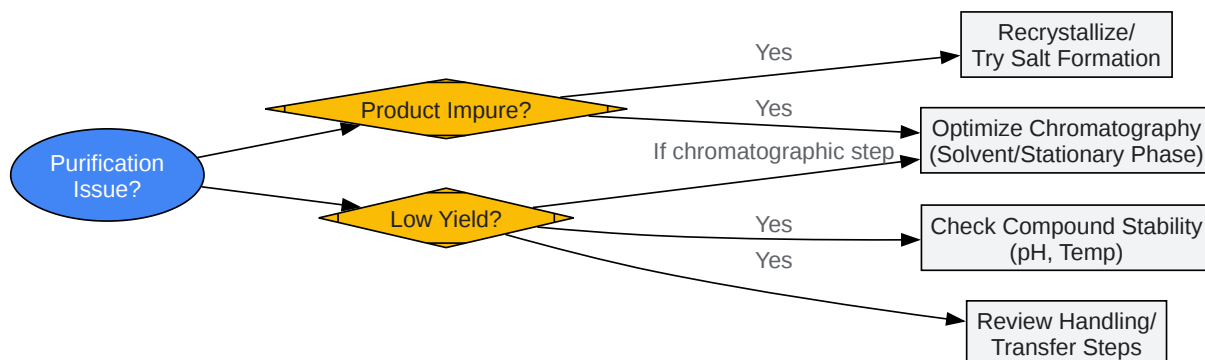 Purification
Issue?
Product Impure?
Low Yield?
Yes
Yes
If chromatographic step
Yes
Yes
Recrystallize/
Try Salt Formation
Optimize Chromatography
(Solvent/Stationary Phase)
Check Compound Stability
(pH, Temp)
Review Handling/
Transfer Steps